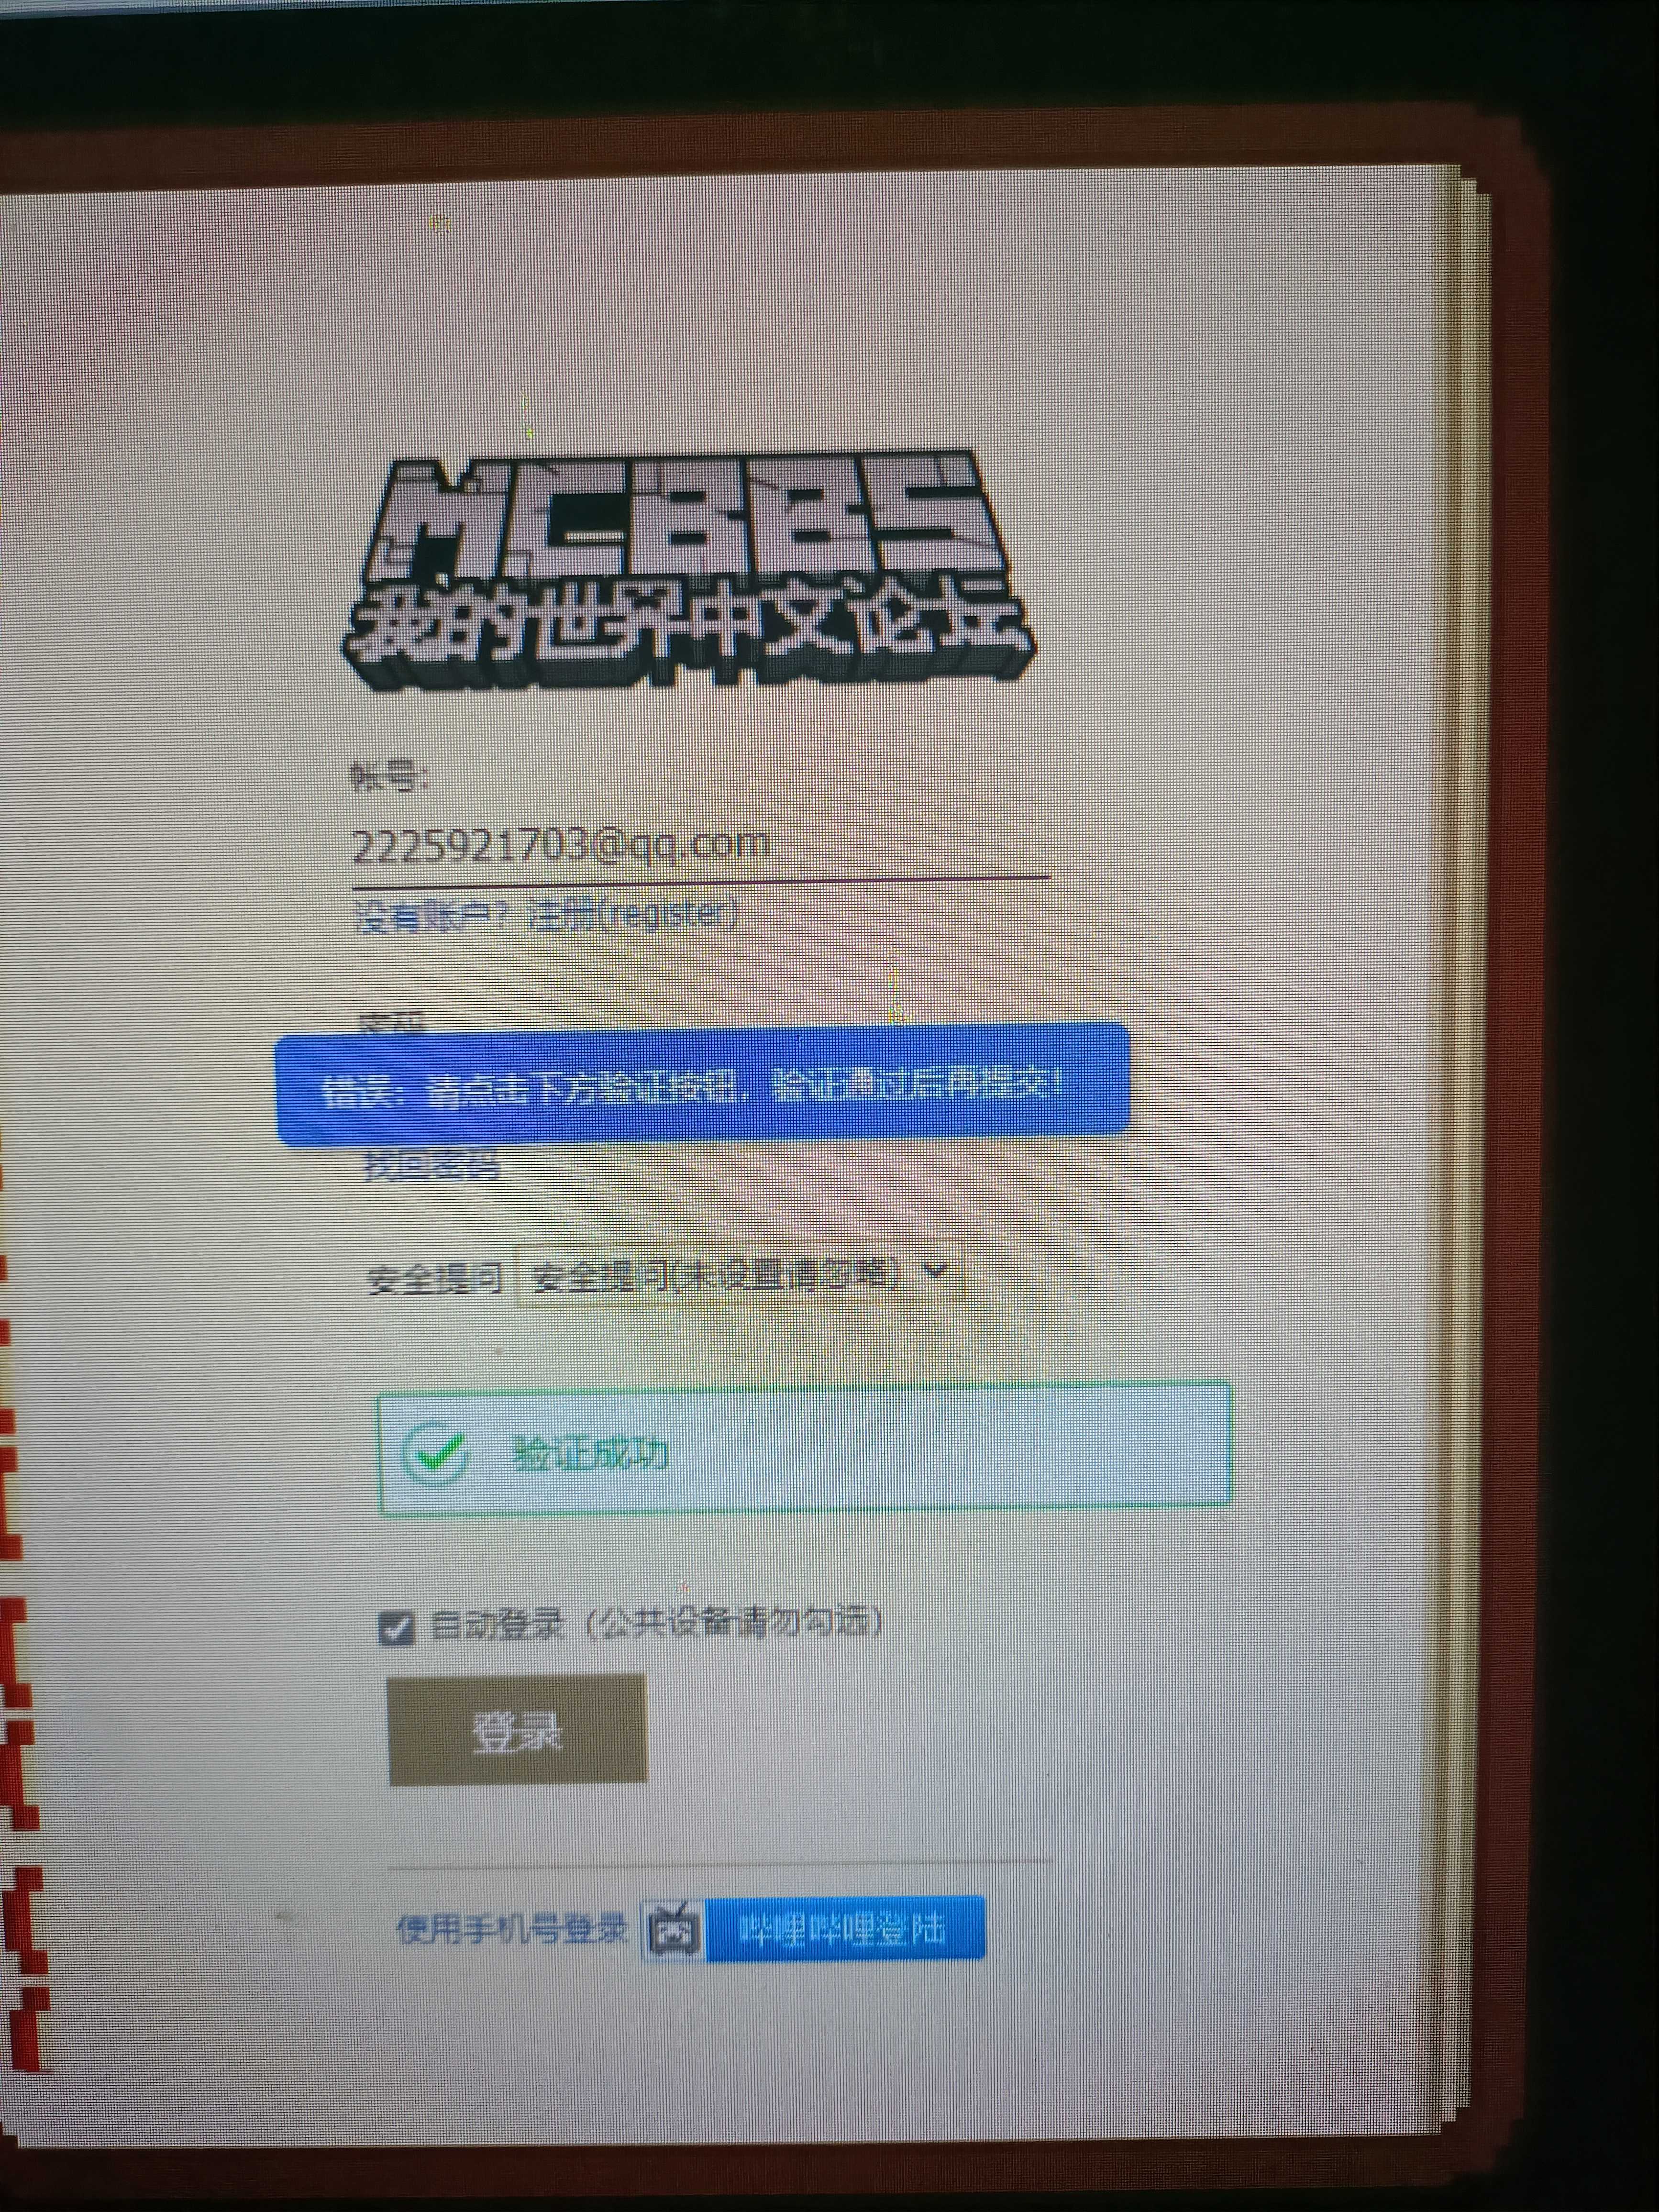 MCBBS
我的世界中文论坛
帐号:
2225921703@qq.com
没有账户? 注册(register)
密码
错误: 请点击下方验证按钮, 验证通过后再提交!
找回密码
安全提问 安全提问(未设置请忽略)
验证成功
自动登录 (公共设备请勿勾选)
登录
使用手机号登录 哔哩哔哩登陆